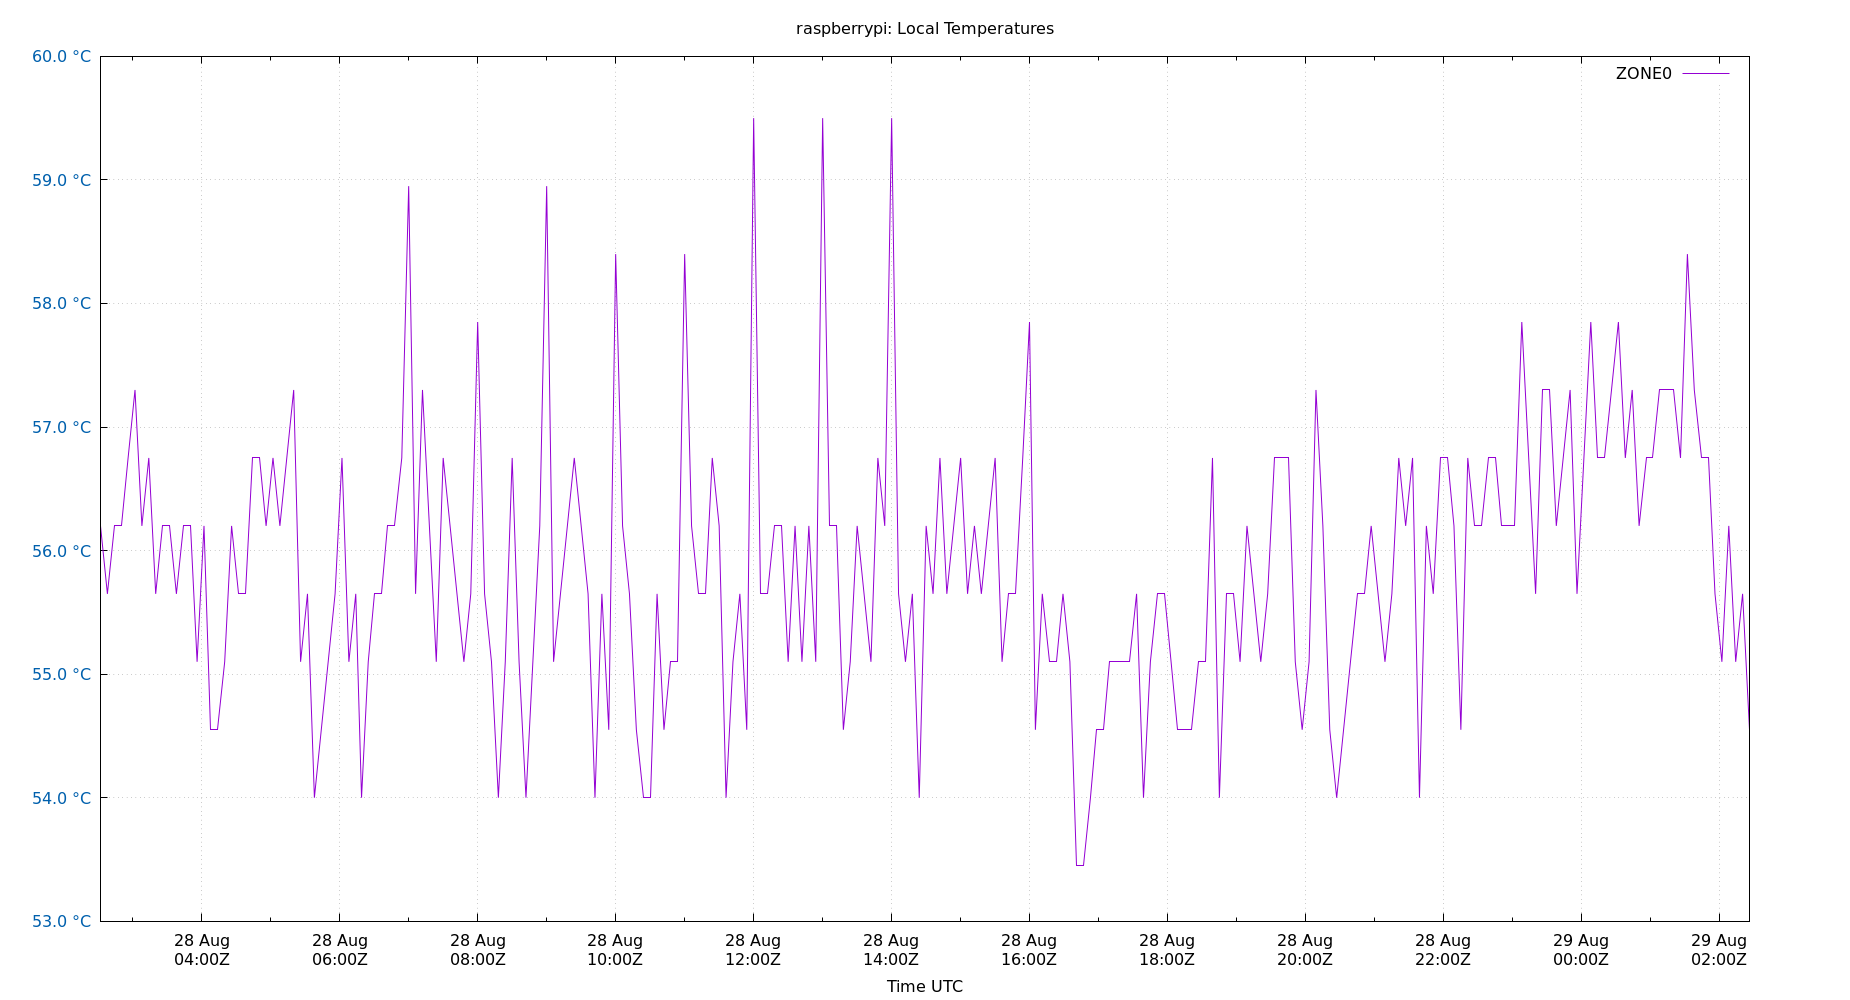 raspberrypi: Local Temperatures
60.0 °C
ZONE0
59.0 °C
58.0 °C
57.0 °C
56.0 °C
55.0 °C
54.0 °C
53.0 °C
28 Aug 28 Aug 28 Aug 28 Aug 28 Aug 28 Aug 28 Aug 28 Aug 28 Aug 28 Aug 29 Aug 29 Aug
04:00Z 06:00Z 08:00Z 10:00Z 12:00Z 14:00Z 16:00Z 18:00Z 20:00Z 22:00Z 00:00Z 02:00Z
Time UTC